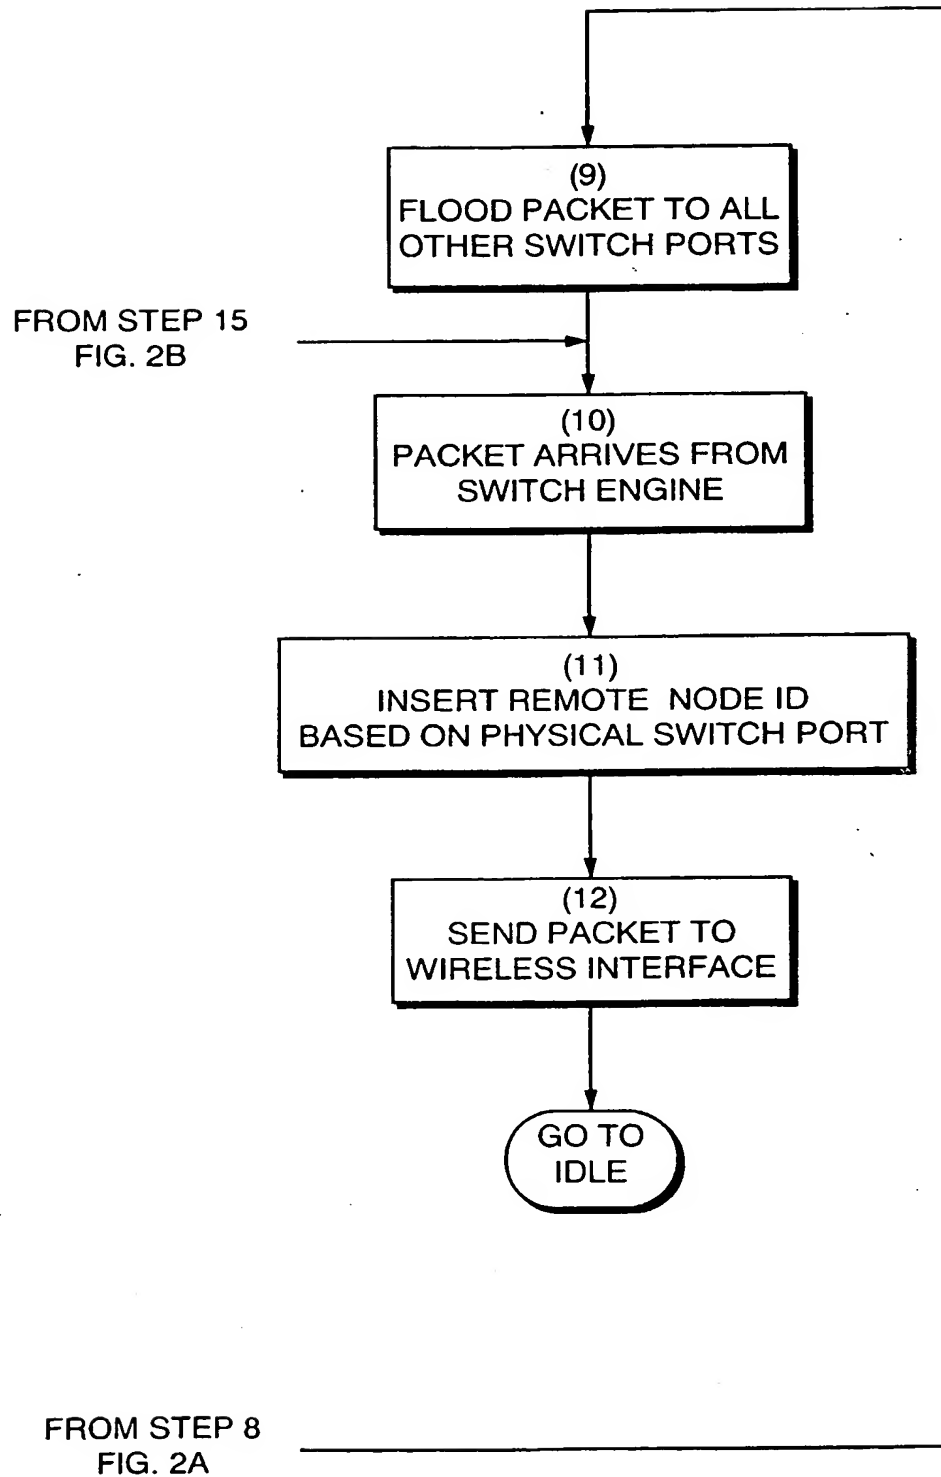 (9)
FLOOD PACKET TO ALL
OTHER SWITCH PORTS
FROM STEP 15
FIG. 2B
(10)
PACKET ARRIVES FROM
SWITCH ENGINE
(11)
INSERT REMOTE NODE ID
BASED ON PHYSICAL SWITCH PORT
(12)
SEND PACKET TO
WIRELESS INTERFACE
GO TO
IDLE
FROM STEP 8
FIG. 2A